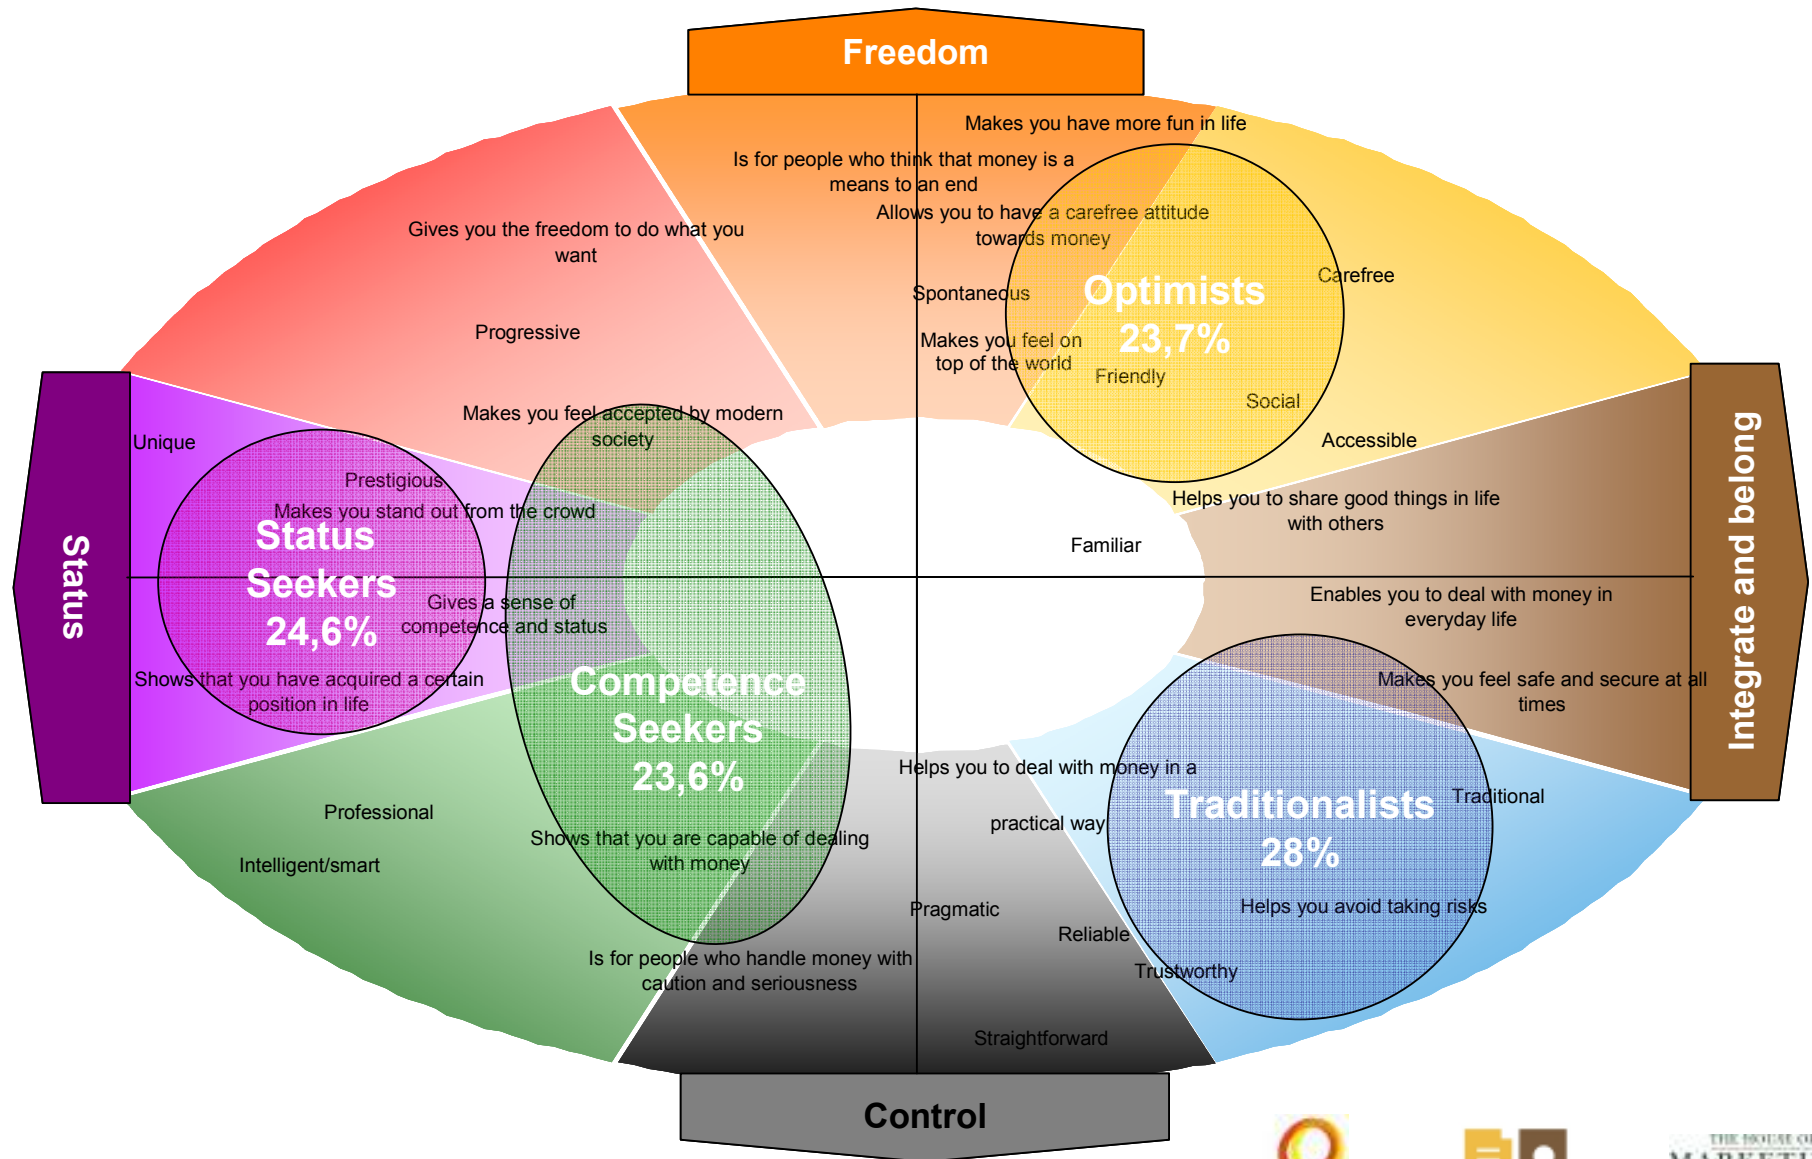 Freedom
Makes you have more fun in life
Is for people who think that money is a
means to an end
Allows you to have a carefree attitude
towards money
Gives you the freedom to do what you
want
Carefree
Spontaneous
Optimists
23,7%
Progressive
Makes you feel on
top of the world
Friendly
Social
Makes you feel accepted by modern
society
Accessible
Unique
Prestigious
Makes you stand out from the crowd
Helps you to share good things in life
with others
Familiar
Status
Status
Seekers
24,6%
Gives a sense of
competence and status
Enables you to deal with money in
everyday life
Integrate and belong
Shows that you have acquired a certain
position in life
Makes you feel safe and secure at all
times
Competence
Seekers
23,6%
Helps you to deal with money in a
practical way
Traditionalists
28%
Traditional
Professional
Shows that you are capable of dealing
with money
Intelligent/smart
Pragmatic
Helps you avoid taking risks
Reliable
Trustworthy
Is for people who handle money with
caution and seriousness
Straightforward
Control
THE HOUSE OF